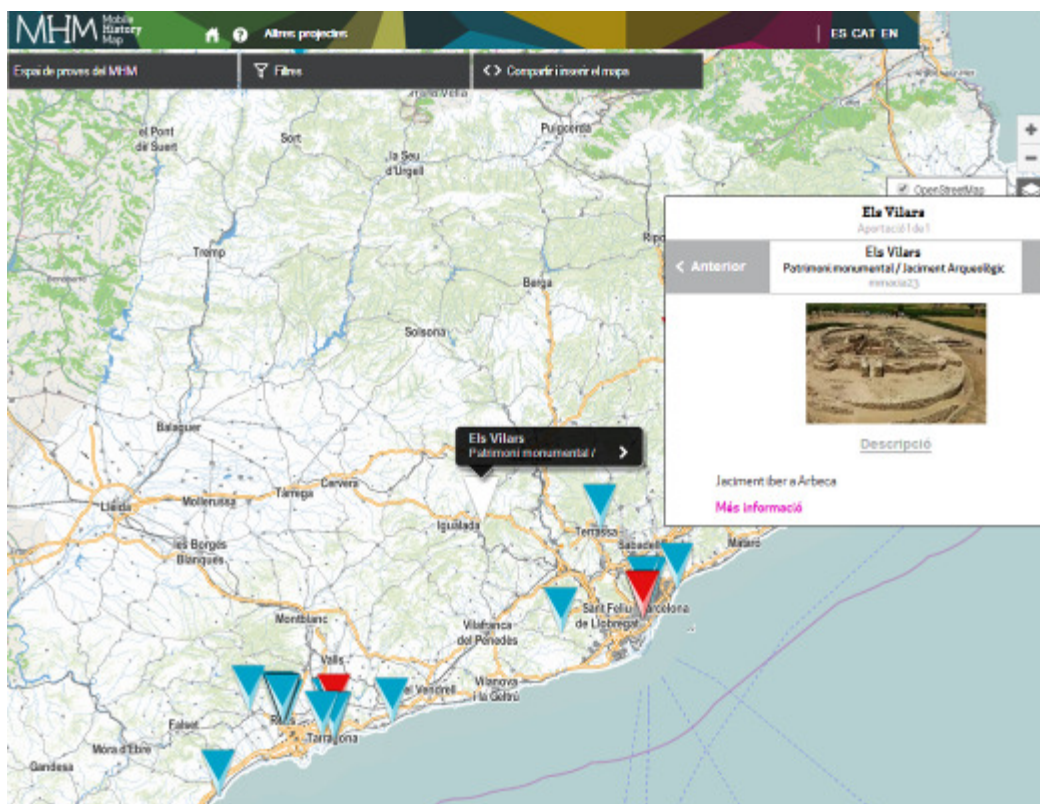 MHM Mobile
History
Map
Altres projectes
ES CAT EN
Espai de proves del MHM
Filtres
<> Compartir i inserir el mapa
el Pont
de Suert
Sort
Puigcerdà
la Seu
d'Urgell
+
−
OpenStreetMap
Els Vilars
Aportació 1 de 1
< Anterior
Els Vilars
Patrimoni monumental / Jaciment Arqueològic
Descripció
Jaciment iber a Arbeca
Més informació
Tremp
Berga
Solsona
Balaguer
Els Vilars
Patrimoni monumental /
Cervera
Tàrrega
Mollerussa
Lleida
Igualada
Terrassa
Sabadell
Mataró
les Borges
Blanques
Sant Feliu
de Llobregat
Barcelona
Montblanc
Vilafranca
del Penedès
Valls
el Vendrell
Vilanova
i la Geltrú
Falset
Reus
Tarragona
Móra d'Ebre
Gandesa